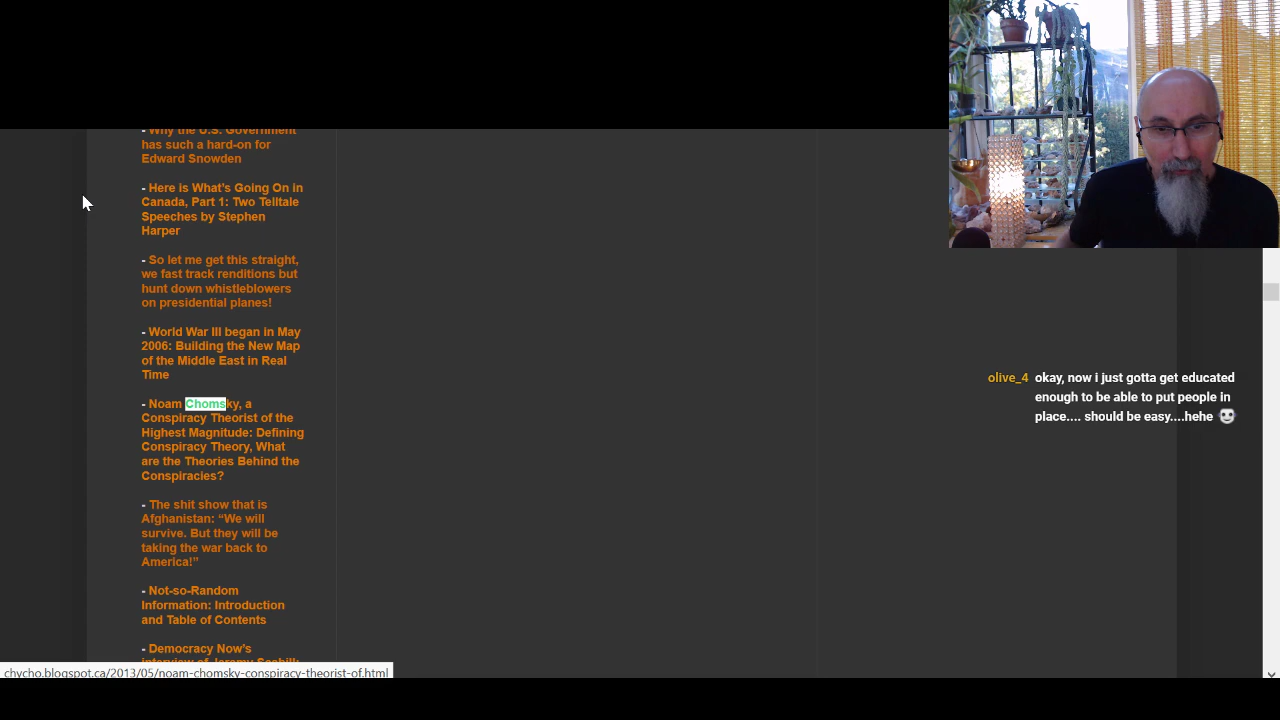 - Why the U.S. Government
has such a hard-on for
Edward Snowden
- Here is What's Going On in
Canada, Part 1: Two Telltale
Speeches by Stephen
Harper
- So let me get this straight,
we fast track renditions but
hunt down whistleblowers
on presidential planes!
- World War III began in May
2006: Building the New Map
of the Middle East in Real
Time
- Noam Chomsky, a
Conspiracy Theorist of the
Highest Magnitude: Defining
Conspiracy Theory, What
are the Theories Behind the
Conspiracies?
- The shit show that is
Afghanistan: “We will
survive. But they will be
taking the war back to
America!”
- Not-so-Random
Information: Introduction
and Table of Contents
- Democracy Now's
interview of Jeremy Scahill:
chycho.blogspot.ca/2013/05/noam-chomsky-conspiracy-theorist-of.html
olive_4 okay, now i just gotta get educated
enough to be able to put people in
place.... should be easy....hehe